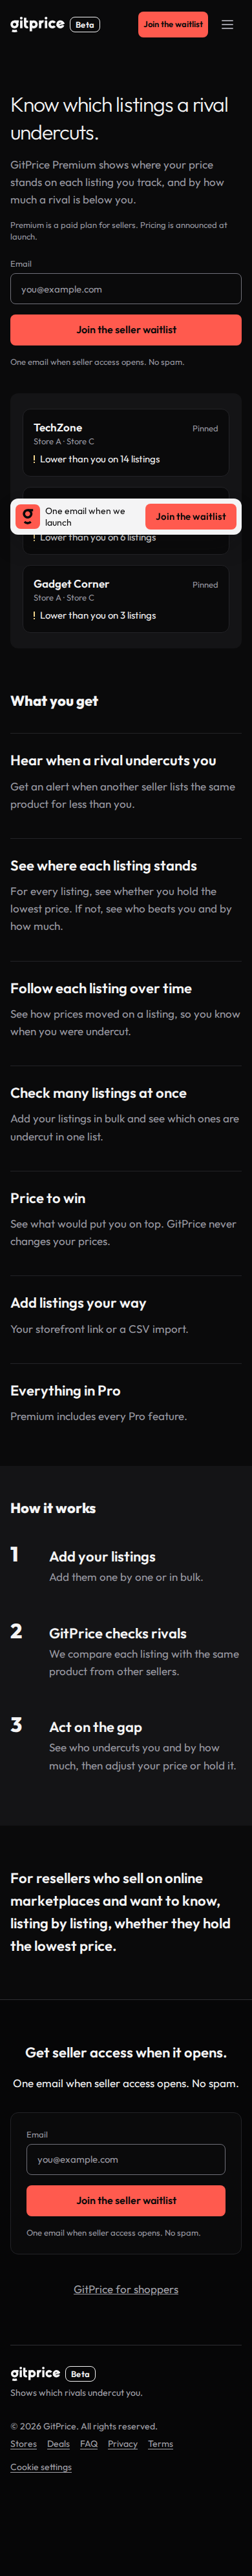 gitprice Beta Join the waitlist
Know which listings a rival
undercuts.
GitPrice Premium shows where your price
stands on each listing you track, and by how
much a rival is below you.
Premium is a paid plan for sellers. Pricing is announced at
launch.
Email
you@example.com
Join the seller waitlist
One email when seller access opens. No spam.
TechZone Pinned
Store A · Store C
! Lower than you on 14 listings
One email when we
launch
Join the waitlist
! Lower than you on 6 listings
Gadget Corner Pinned
Store A · Store C
! Lower than you on 3 listings
What you get
Hear when a rival undercuts you
Get an alert when another seller lists the same
product for less than you.
See where each listing stands
For every listing, see whether you hold the
lowest price. If not, see who beats you and by
how much.
Follow each listing over time
See how prices moved on a listing, so you know
when you were undercut.
Check many listings at once
Add your listings in bulk and see which ones are
undercut in one list.
Price to win
See what would put you on top. GitPrice never
changes your prices.
Add listings your way
Your storefront link or a CSV import.
Everything in Pro
Premium includes every Pro feature.
How it works
1 Add your listings
Add them one by one or in bulk.
2 GitPrice checks rivals
We compare each listing with the same
product from other sellers.
3 Act on the gap
See who undercuts you and by how
much, then adjust your price or hold it.
For resellers who sell on online
marketplaces and want to know,
listing by listing, whether they hold
the lowest price.
Get seller access when it opens.
One email when seller access opens. No spam.
Email
you@example.com
Join the seller waitlist
One email when seller access opens. No spam.
GitPrice for shoppers
gitprice Beta
Shows which rivals undercut you.
© 2026 GitPrice. All rights reserved.
Stores Deals FAQ Privacy Terms
Cookie settings